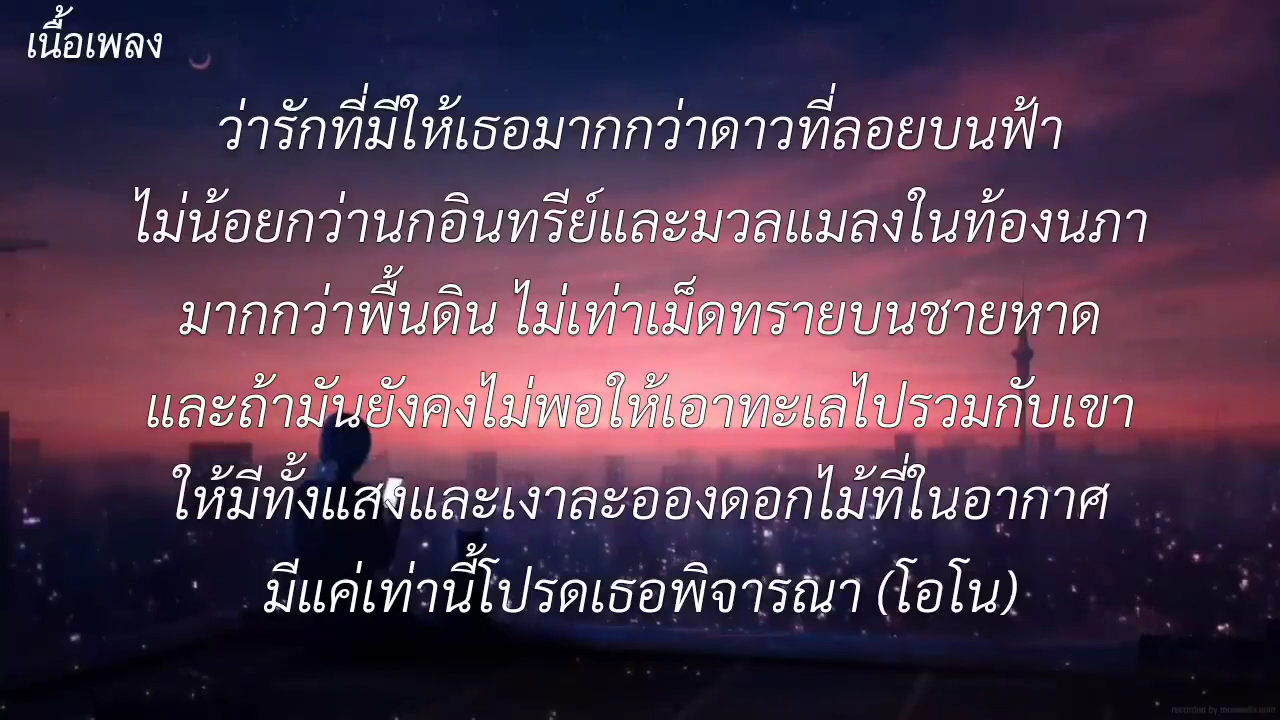 เนื้อเพลง
ว่ารักที่มีให้เธอมากกว่าดาวที่ลอยบนฟ้า
ไม่น้อยกว่านกอินทรีย์และมวลแมลงในท้องนภา
มากกว่าพื้นดิน ไม่เท่าเม็ดทรายบนชายหาด
และถ้ามันยังคงไม่พอให้เอาทะเลไปรวมกับเขา
ให้มีทั้งแสงและเงาละอองดอกไม้ที่ในอากาศ
มีแค่เท่านี้โปรดเธอพิจารณา (โอโน)